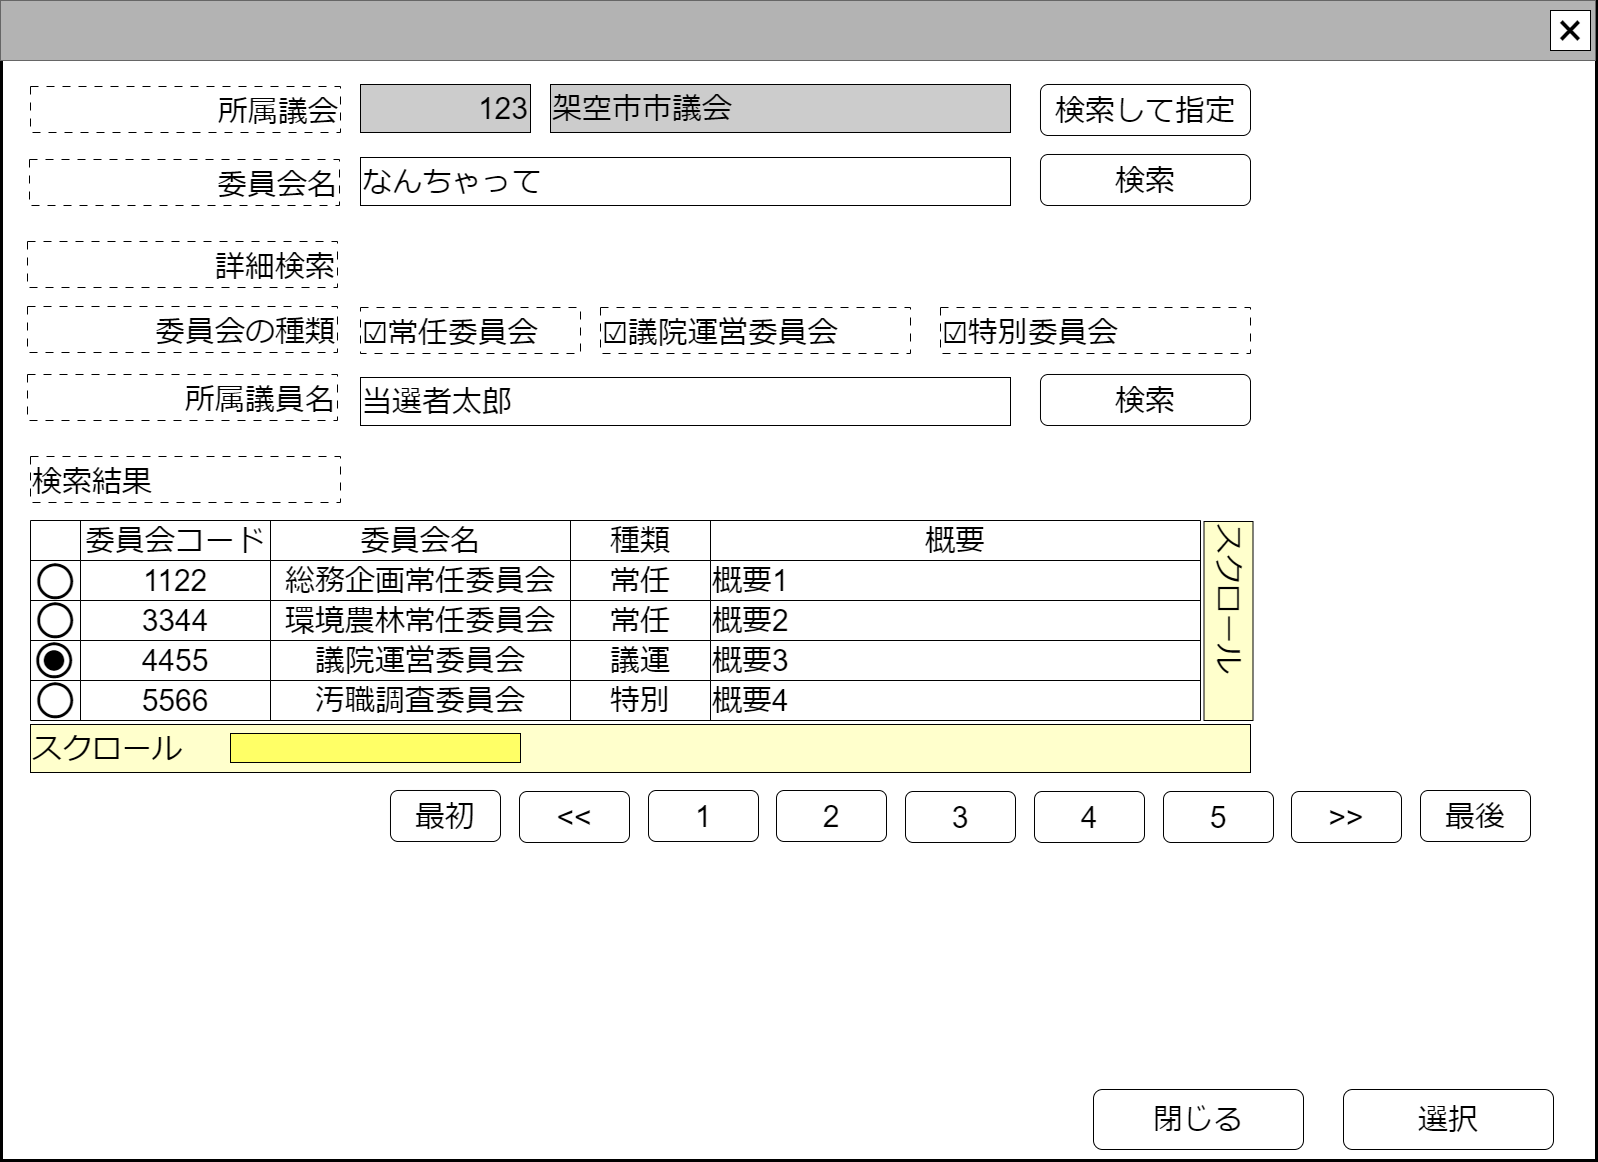 所属議会 123 架空市市議会 検索して指定
委員会名 なんちゃって 検索
詳細検索
委員会の種類 ☑常任委員会 ☑議院運営委員会 ☑特別委員会
所属議員名 当選者太郎 検索
検索結果
委員会コード 委員会名 種類 概要
1122 総務企画常任委員会 常任 概要1
3344 環境農林常任委員会 常任 概要2
4455 議院運営委員会 議運 概要3
5566 汚職調査委員会 特別 概要4
スクロール
スクロール
最初 << 1 2 3 4 5 >> 最後
閉じる 選択